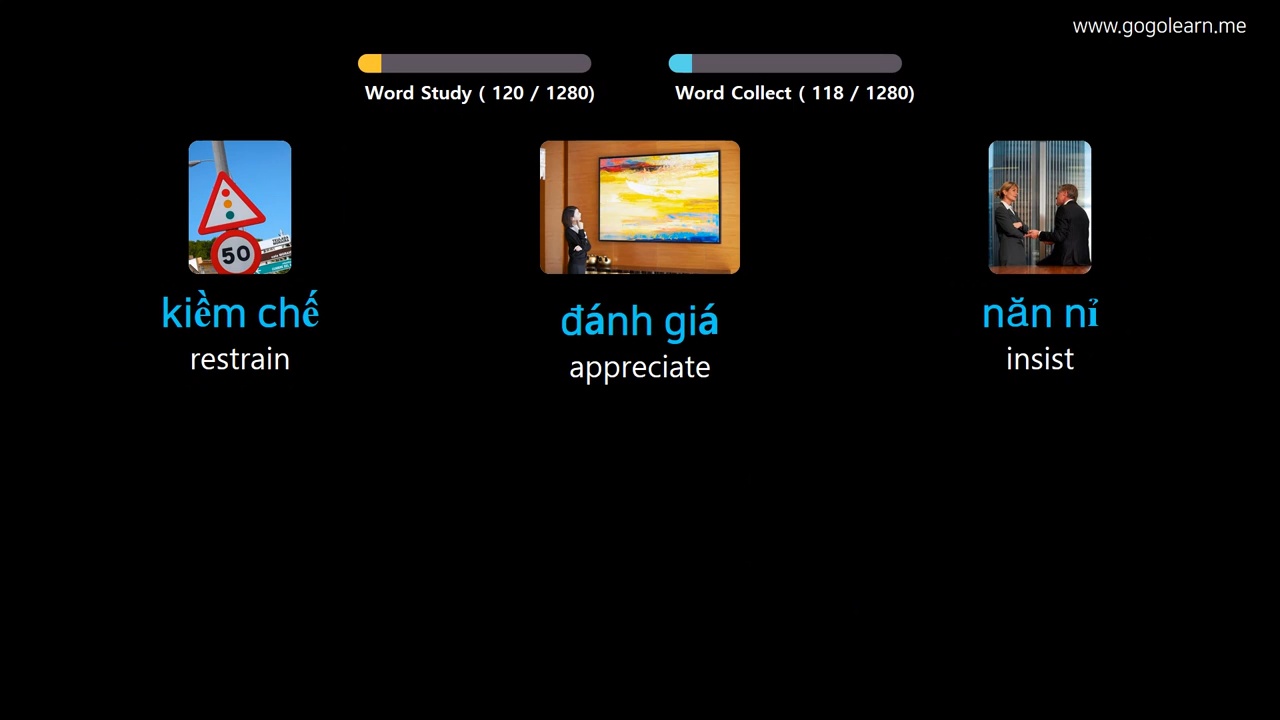 www.gogolearn.me
Word Study ( 120 / 1280)
Word Collect ( 118 / 1280)
50
kiềm chế
restrain
đánh giá
appreciate
năn nỉ
insist